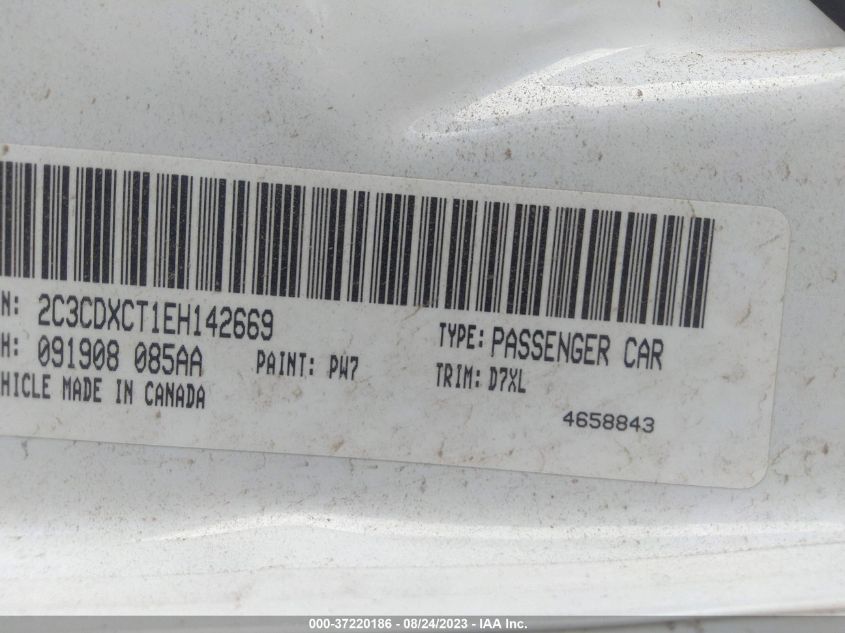 N: 2C3CDXCT1EH142669
TYPE: PASSENGER CAR
H: 091908 085AA
PAINT: PW7
TRIM: D7XL
HICLE MADE IN CANADA
4658843
000-37220186 - 08/24/2023 - IAA Inc.